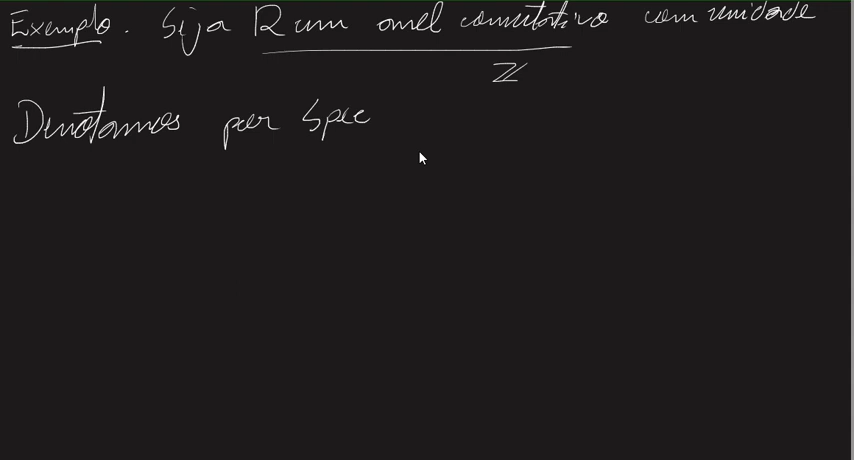 Exemplo. Seja R um anel comutativo com unidade
ℤ
Denotamos por Spec